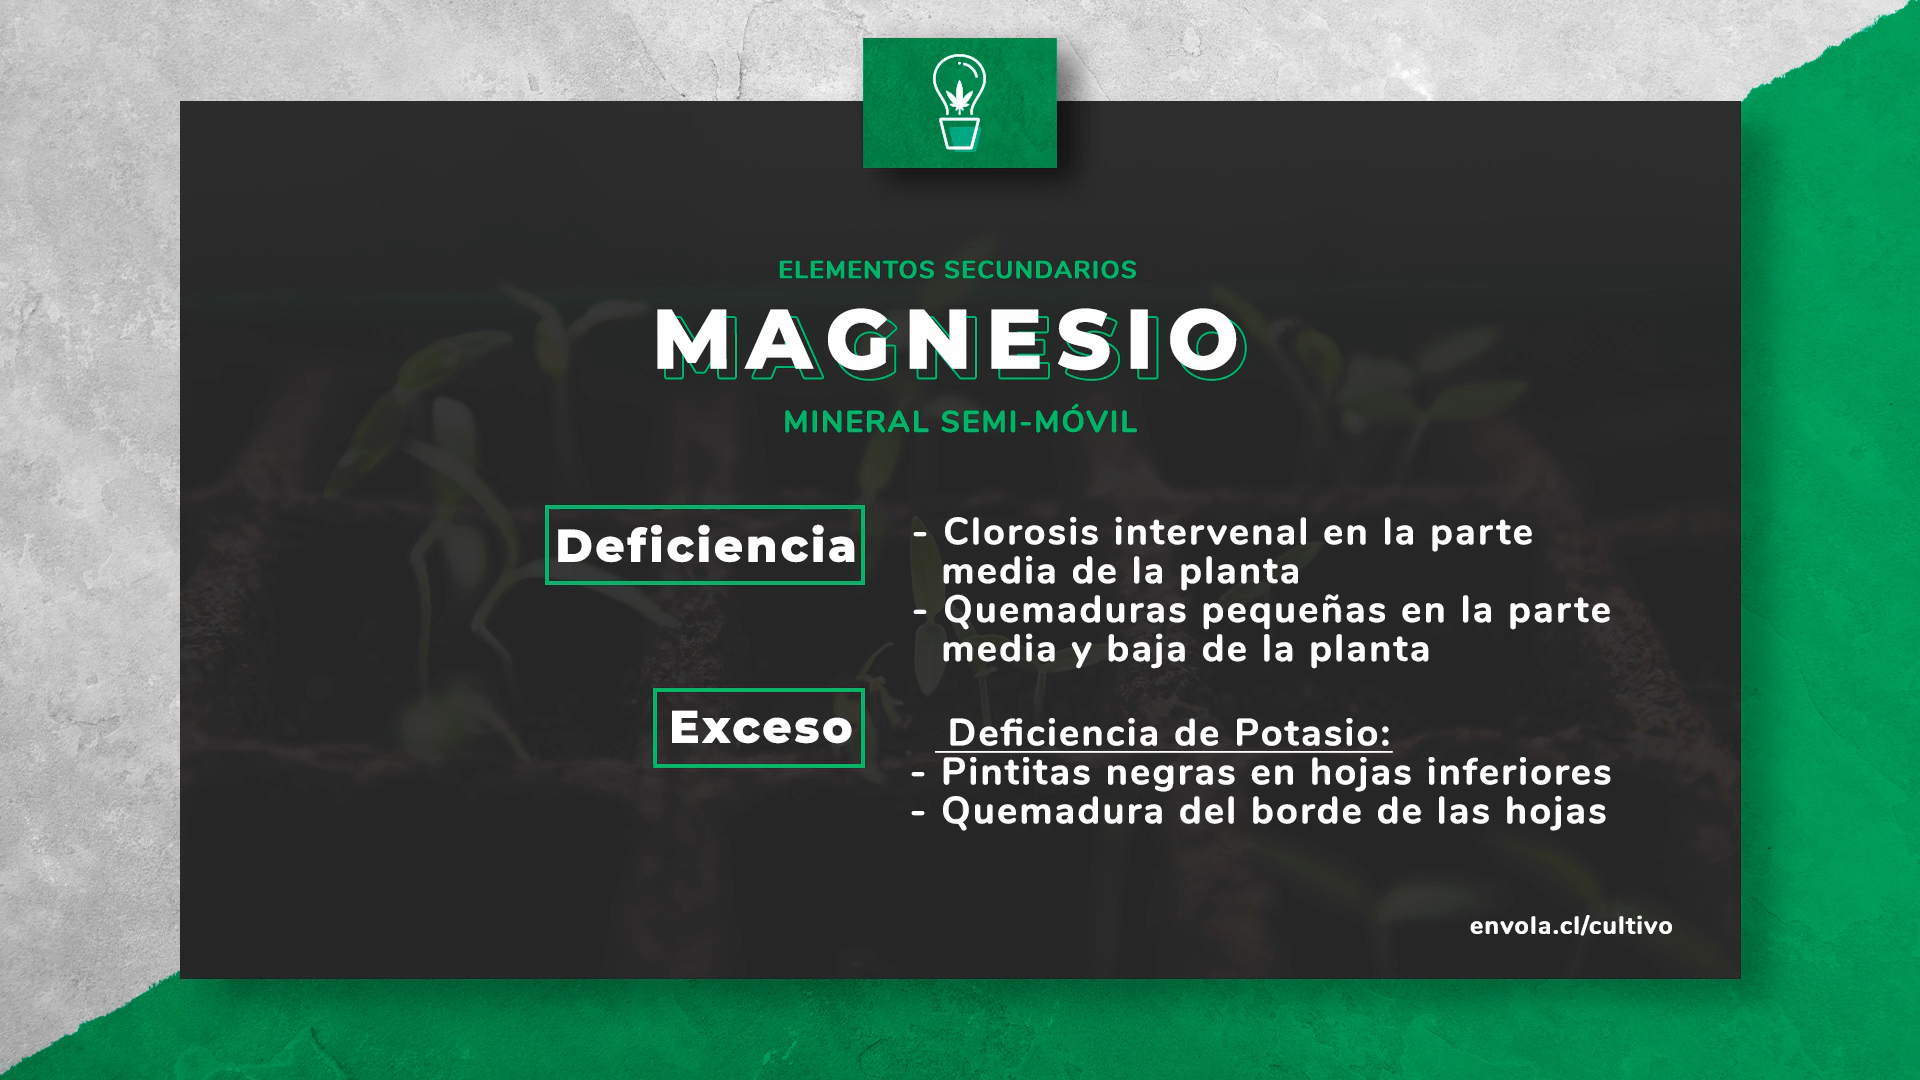 ELEMENTOS SECUNDARIOS
MAGNESIO
MINERAL SEMI-MÓVIL
Deficiencia
- Clorosis intervenal en la parte
media de la planta
- Quemaduras pequeñas en la parte
media y baja de la planta
Exceso
Deficiencia de Potasio:
- Pintitas negras en hojas inferiores
- Quemadura del borde de las hojas
envola.cl/cultivo